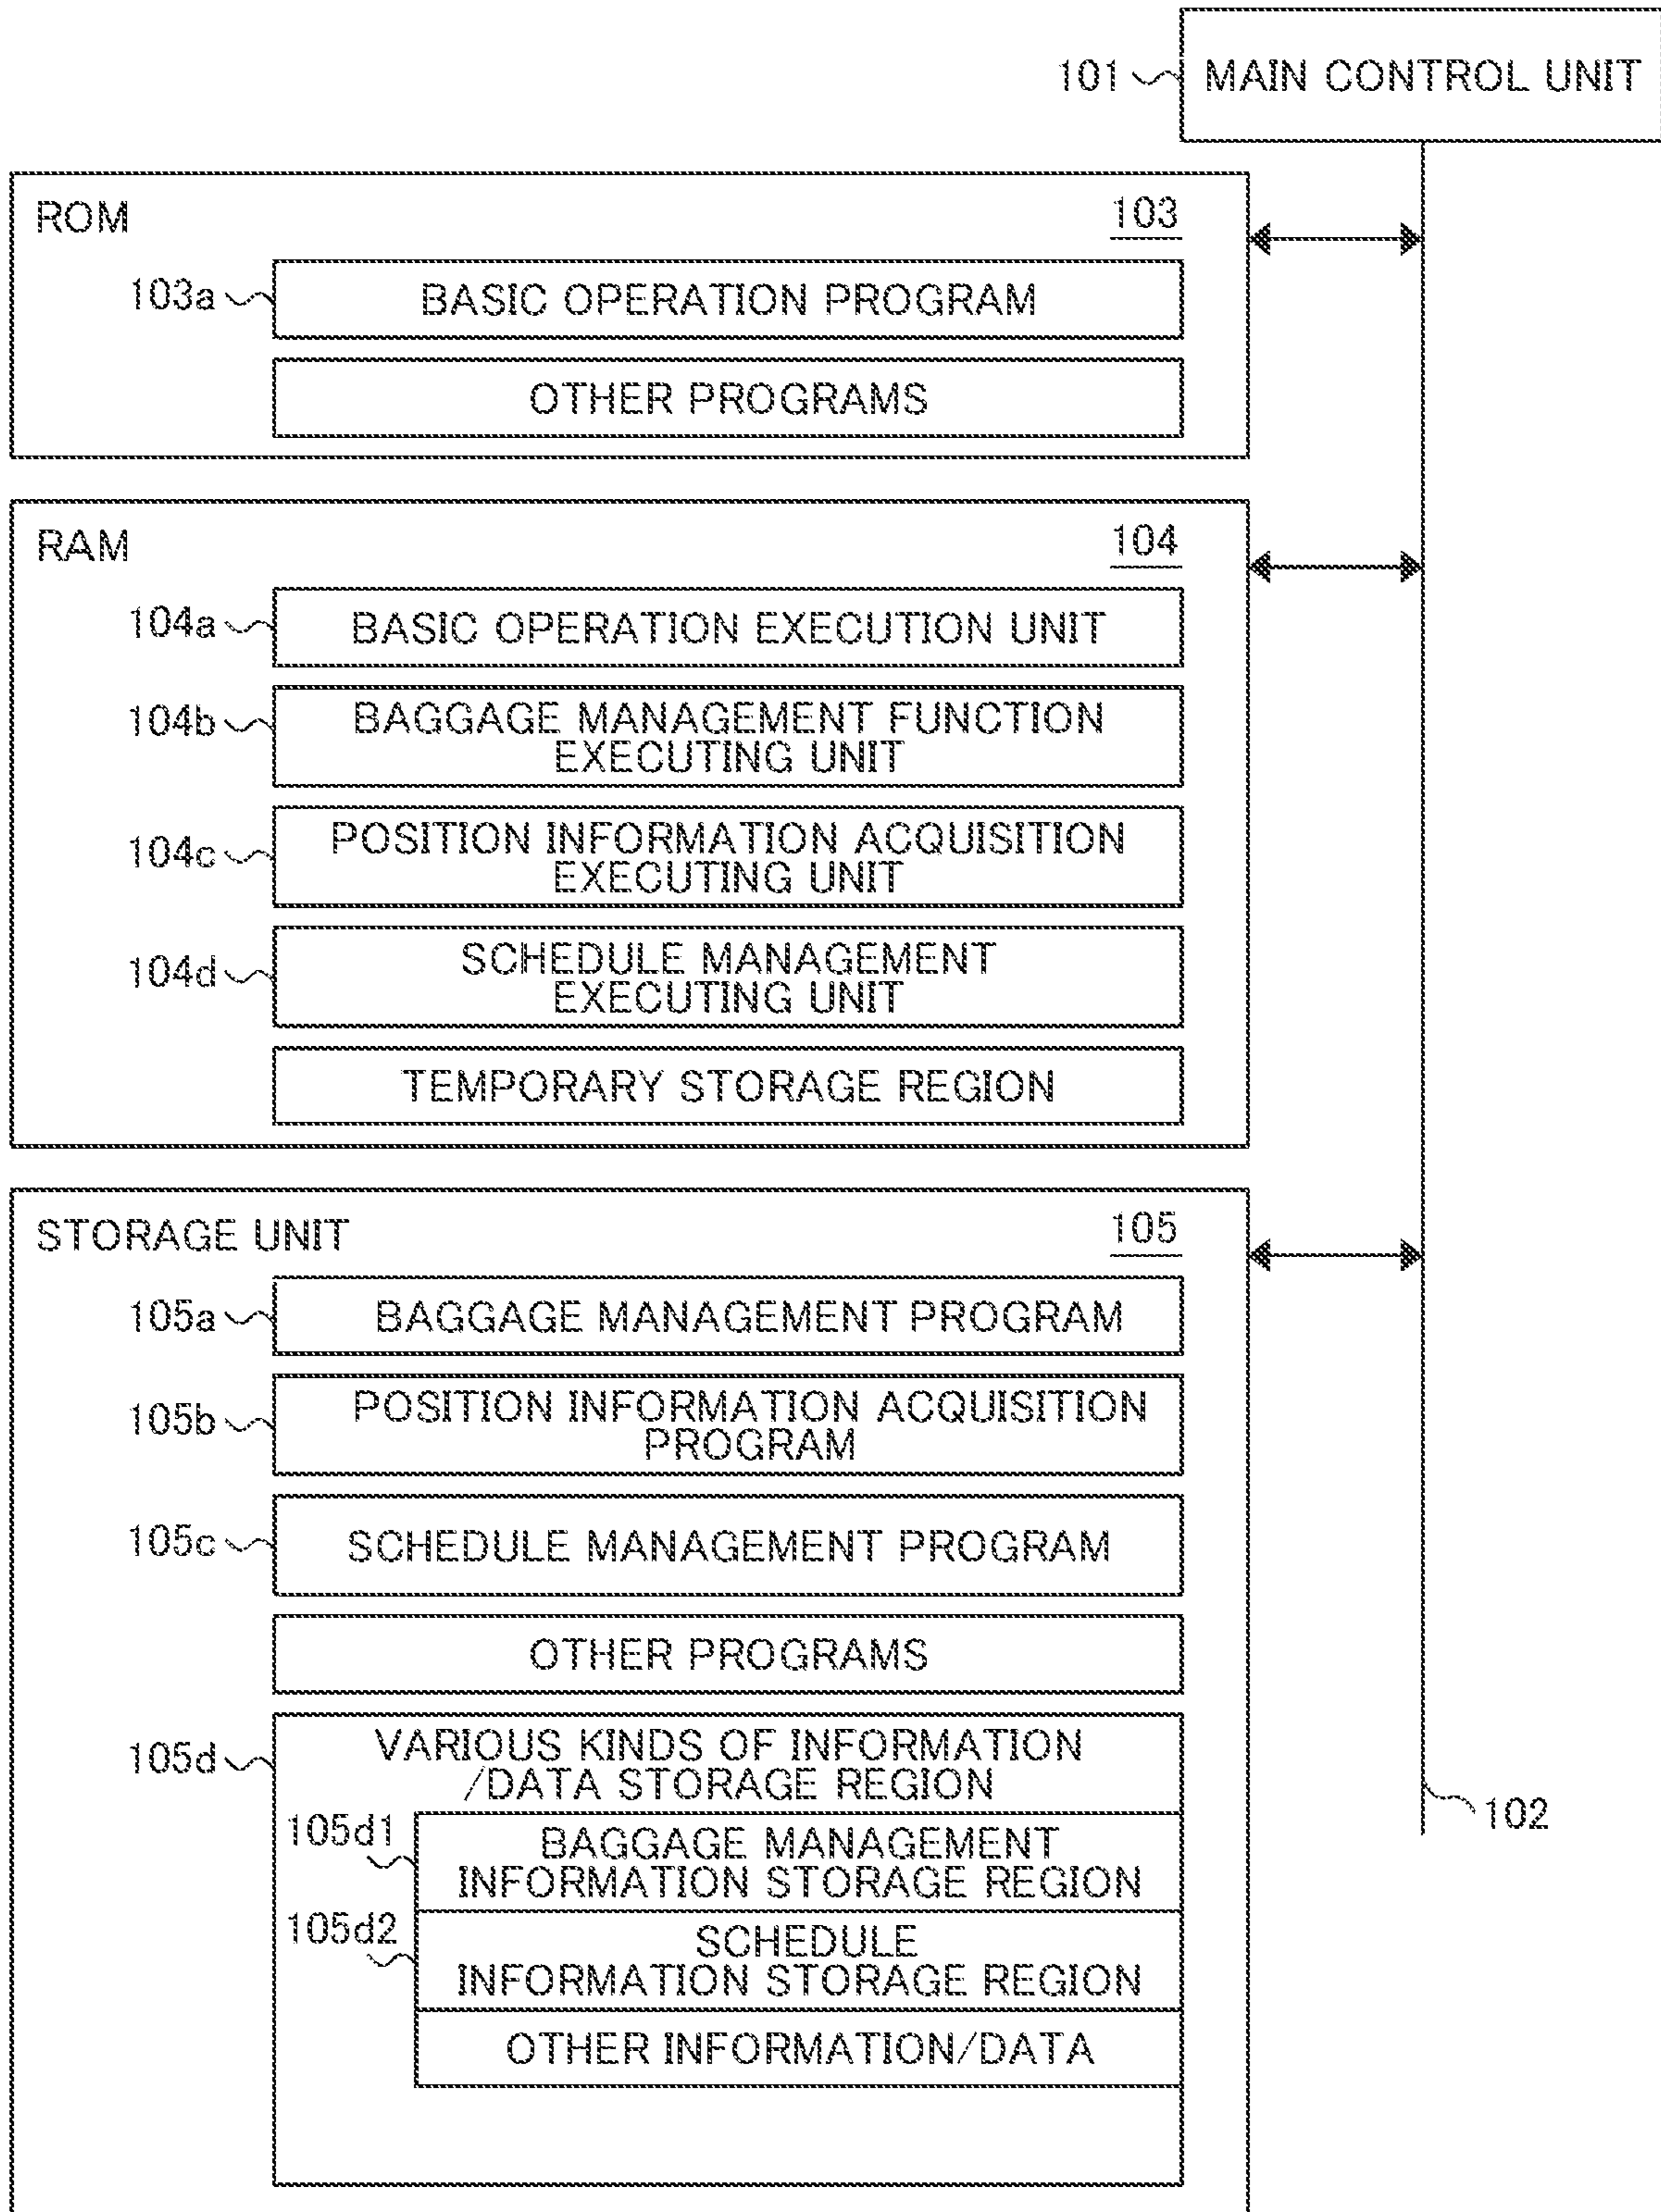 101 MAIN CONTROL UNIT
ROM 103
103a BASIC OPERATION PROGRAM
OTHER PROGRAMS
RAM 104
104a BASIC OPERATION EXECUTION UNIT
104b BAGGAGE MANAGEMENT FUNCTION
EXECUTING UNIT
104c POSITION INFORMATION ACQUISITION
EXECUTING UNIT
104d SCHEDULE MANAGEMENT
EXECUTING UNIT
TEMPORARY STORAGE REGION
STORAGE UNIT 105
105a BAGGAGE MANAGEMENT PROGRAM
105b POSITION INFORMATION ACQUISITION
PROGRAM
105c SCHEDULE MANAGEMENT PROGRAM
OTHER PROGRAMS
105d VARIOUS KINDS OF INFORMATION
/DATA STORAGE REGION
105d1 BAGGAGE MANAGEMENT
INFORMATION STORAGE REGION
105d2 SCHEDULE
INFORMATION STORAGE REGION
OTHER INFORMATION/DATA
102